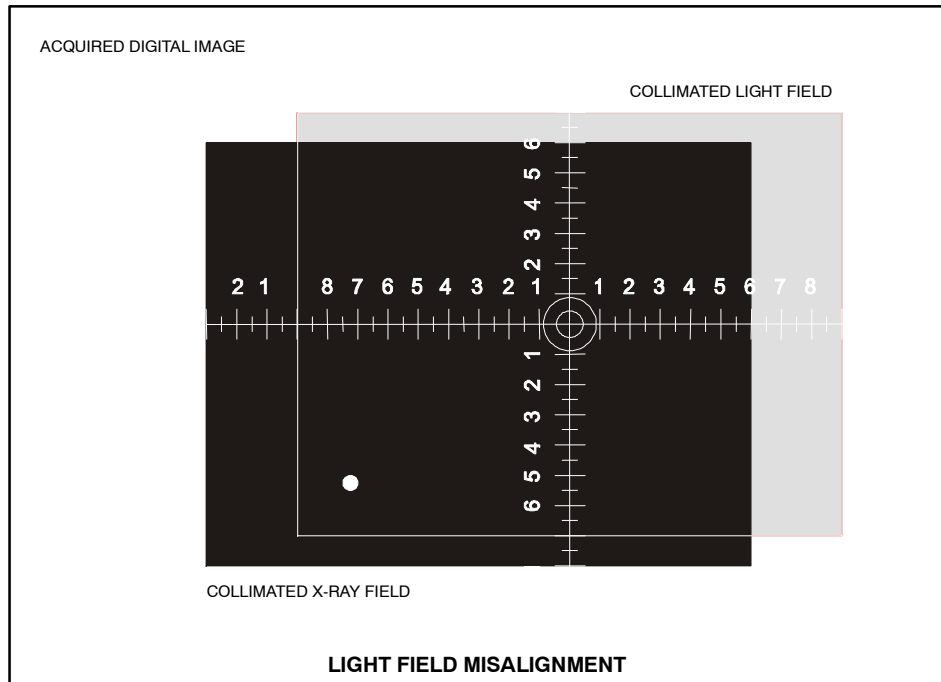 ACQUIRED DIGITAL IMAGE
COLLIMATED LIGHT FIELD
6
5
4
3
2
2 1 8 7 6 5 4 3 2 1 1 2 3 4 5 6 7 8
1
2
3
4
5
6
COLLIMATED X-RAY FIELD
LIGHT FIELD MISALIGNMENT